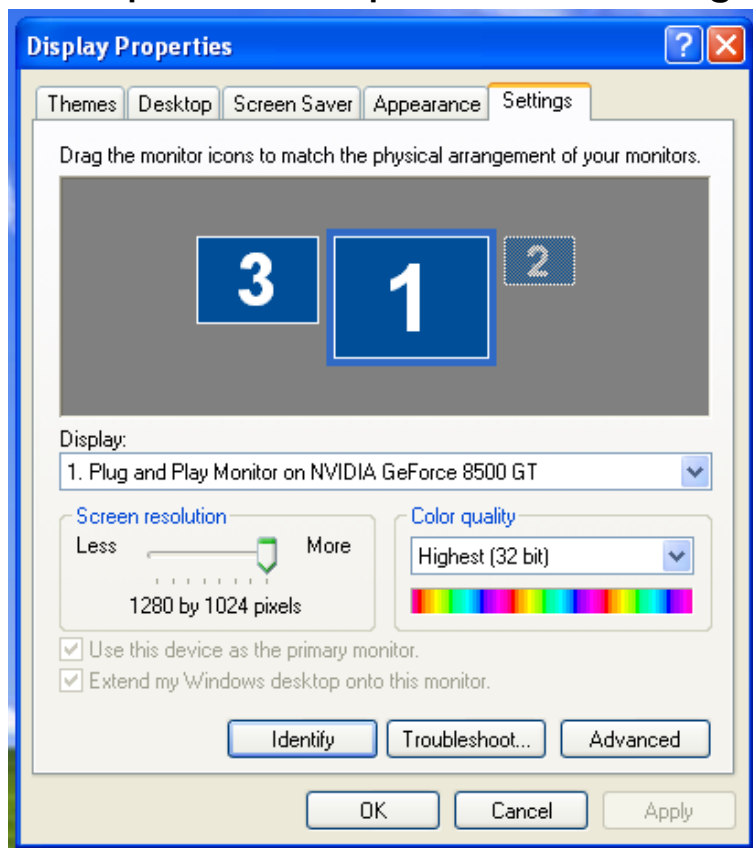 Display Properties
Themes Desktop Screen Saver Appearance Settings
Drag the monitor icons to match the physical arrangement of your monitors.
3 1 2
Display:
1. Plug and Play Monitor on NVIDIA GeForce 8500 GT
Screen resolution Color quality
Less More Highest (32 bit)
1280 by 1024 pixels
Use this device as the primary monitor.
Extend my Windows desktop onto this monitor.
Identify Troubleshoot... Advanced
OK Cancel Apply